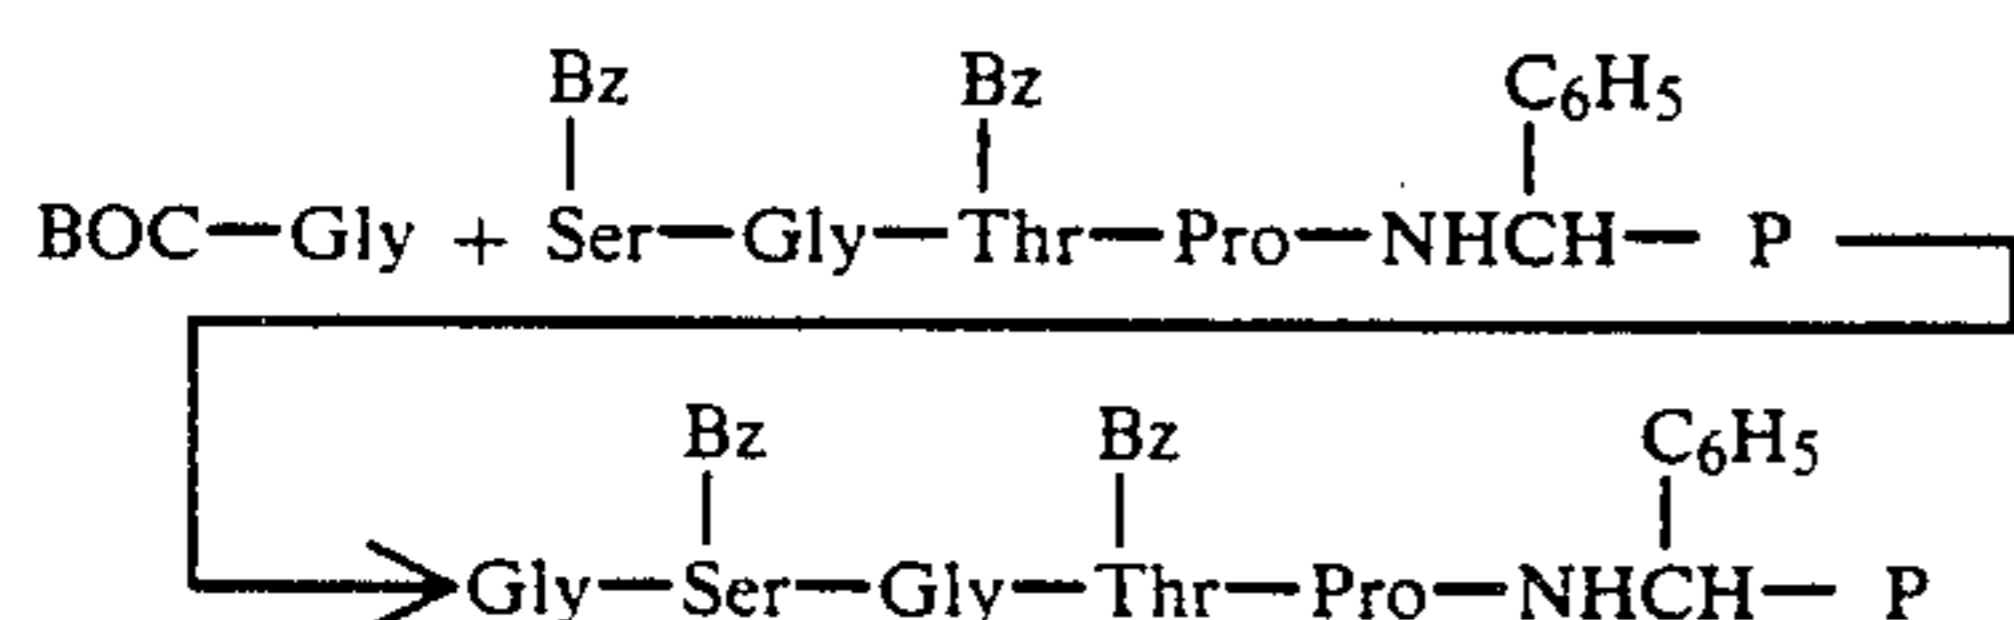 Bz Bz C6H5
BOC—Gly + Ser—Gly—Thr—Pro—NHCH— P
Bz Bz C6H5
Gly—Ser—Gly—Thr—Pro—NHCH— P